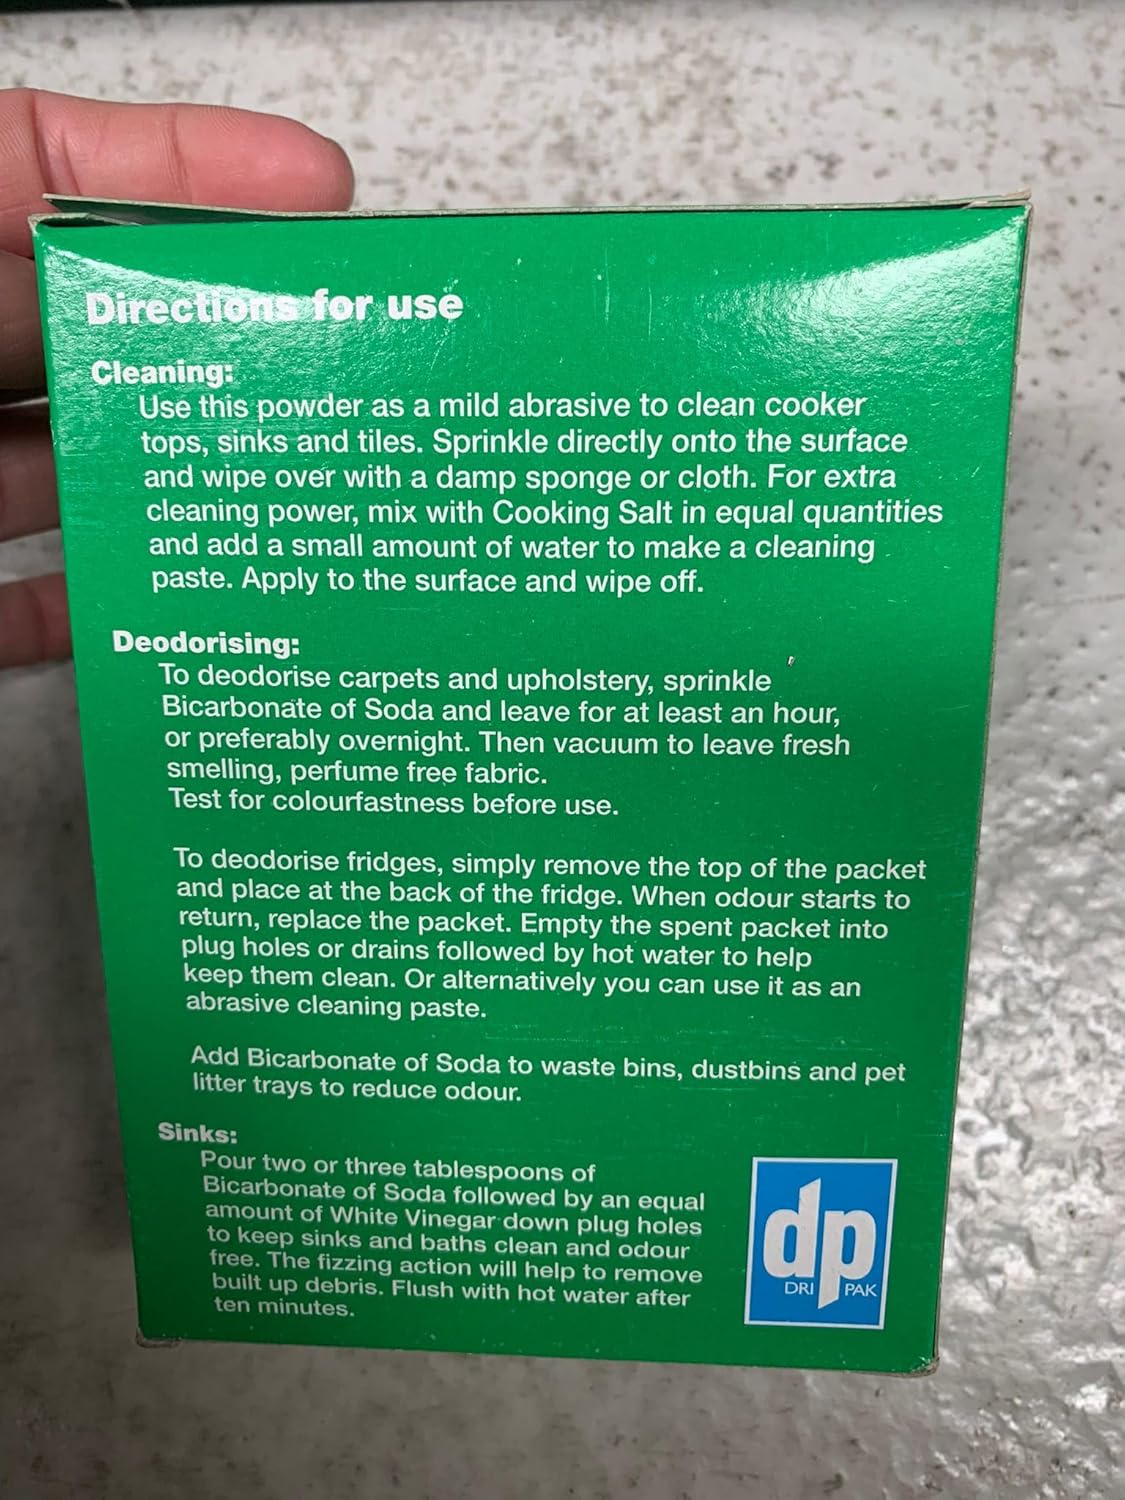 Directions for use
Cleaning:
Use this powder as a mild abrasive to clean cooker
tops, sinks and tiles. Sprinkle directly onto the surface
and wipe over with a damp sponge or cloth. For extra
cleaning power, mix with Cooking Salt in equal quantities
and add a small amount of water to make a cleaning
paste. Apply to the surface and wipe off.
Deodorising:
To deodorise carpets and upholstery, sprinkle
Bicarbonate of Soda and leave for at least an hour,
or preferably overnight. Then vacuum to leave fresh
smelling, perfume free fabric.
Test for colourfastness before use.
To deodorise fridges, simply remove the top of the packet
and place at the back of the fridge. When odour starts to
return, replace the packet. Empty the spent packet into
plug holes or drains followed by hot water to help
keep them clean. Or alternatively you can use it as an
abrasive cleaning paste.
Add Bicarbonate of Soda to waste bins, dustbins and pet
litter trays to reduce odour.
Sinks:
Pour two or three tablespoons of
Bicarbonate of Soda followed by an equal
amount of White Vinegar down plug holes
to keep sinks and baths clean and odour
free. The fizzing action will help to remove
built up debris. Flush with hot water after
ten minutes.
dp
DRI PAK